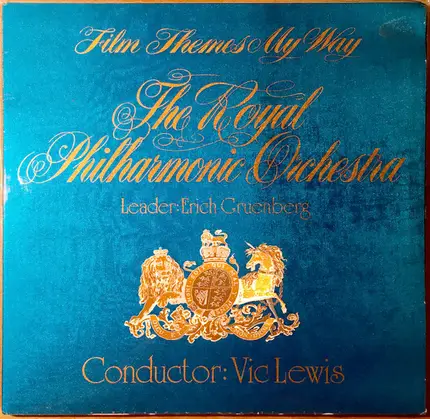 Film Themes My Way
The Royal
Philharmonic Orchestra
Leader: Erich Gruenberg
Conductor: Vic Lewis